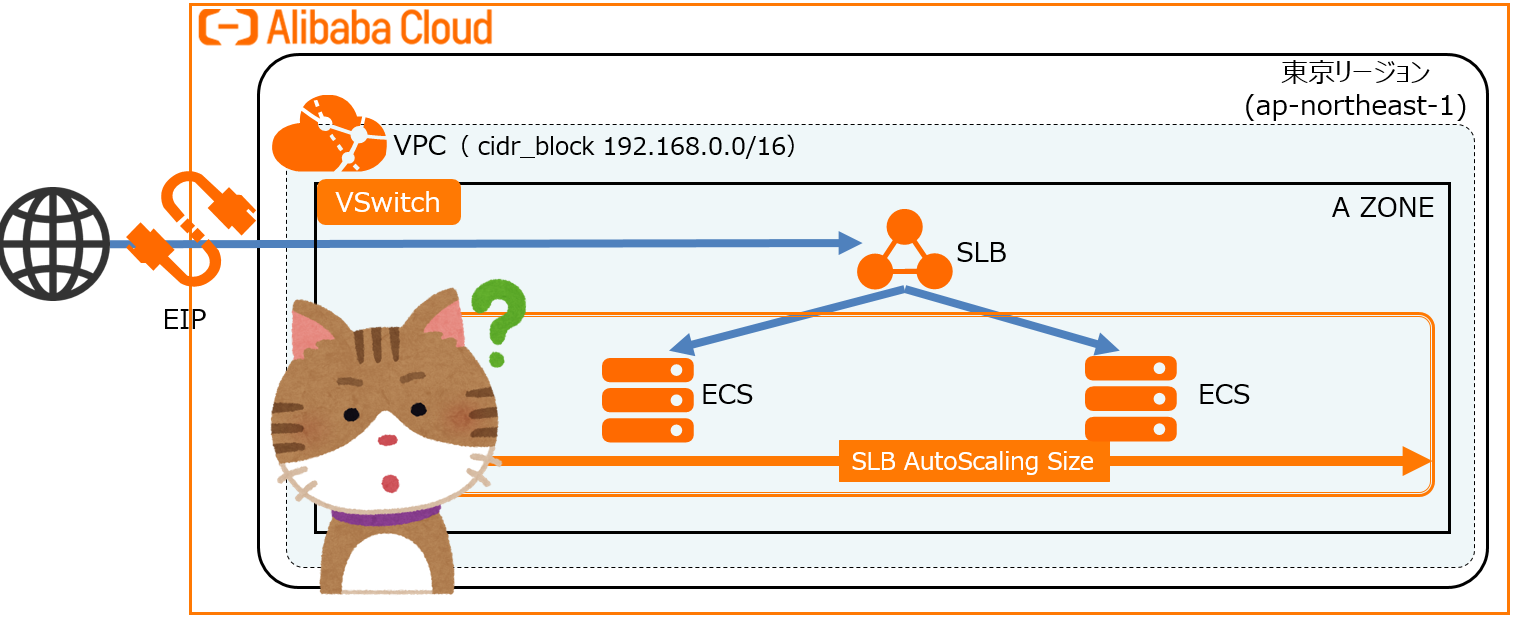 Alibaba Cloud
東京リージョン
(ap-northeast-1)
VPC ( cidr_block 192.168.0.0/16)
VSwitch
A ZONE
SLB
EIP
?
ECS
ECS
SLB AutoScaling Size